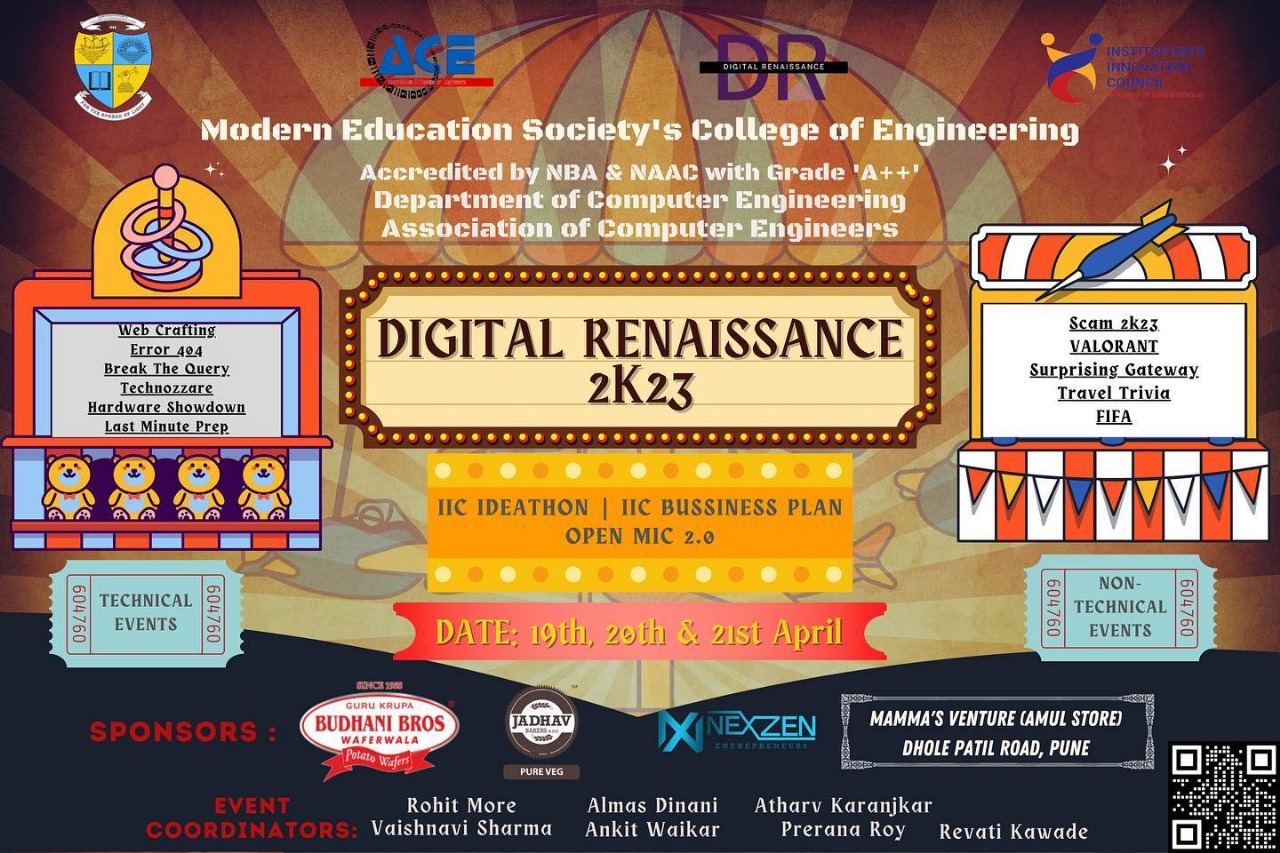 ACE
DR
DIGITAL RENAISSANCE
INSTITUTION'S
INNOVATION
COUNCIL
Modern Education Society's College of Engineering
Accredited by NBA & NAAC with Grade 'A++'
Department of Computer Engineering
Association of Computer Engineers
DIGITAL RENAISSANCE
2K23
Web Crafting
Error 404
Break The Query
Technozzare
Hardware Showdown
Last Minute Prep
Scam 2k23
VALORANT
Surprising Gateway
Travel Trivia
FIFA
IIC IDEATHON | IIC BUSSINESS PLAN
OPEN MIC 2.0
604760
TECHNICAL
EVENTS
604760
604760
NON-
TECHNICAL
EVENTS
604760
DATE: 19th, 20th & 21st April
SPONSORS :
SINCE 1955
GURU KRUPA
BUDHANI BROS
WAFERWALA
Potato Wafers
JADHAV
BAKERS & CO
PURE VEG
NEXZEN
ENTREPRENEURS
MAMMA'S VENTURE (AMUL STORE)
DHOLE PATIL ROAD, PUNE
EVENT
COORDINATORS:
Rohit More Almas Dinani Atharv Karanjkar
Vaishnavi Sharma Ankit Waikar Prerana Roy Revati Kawade